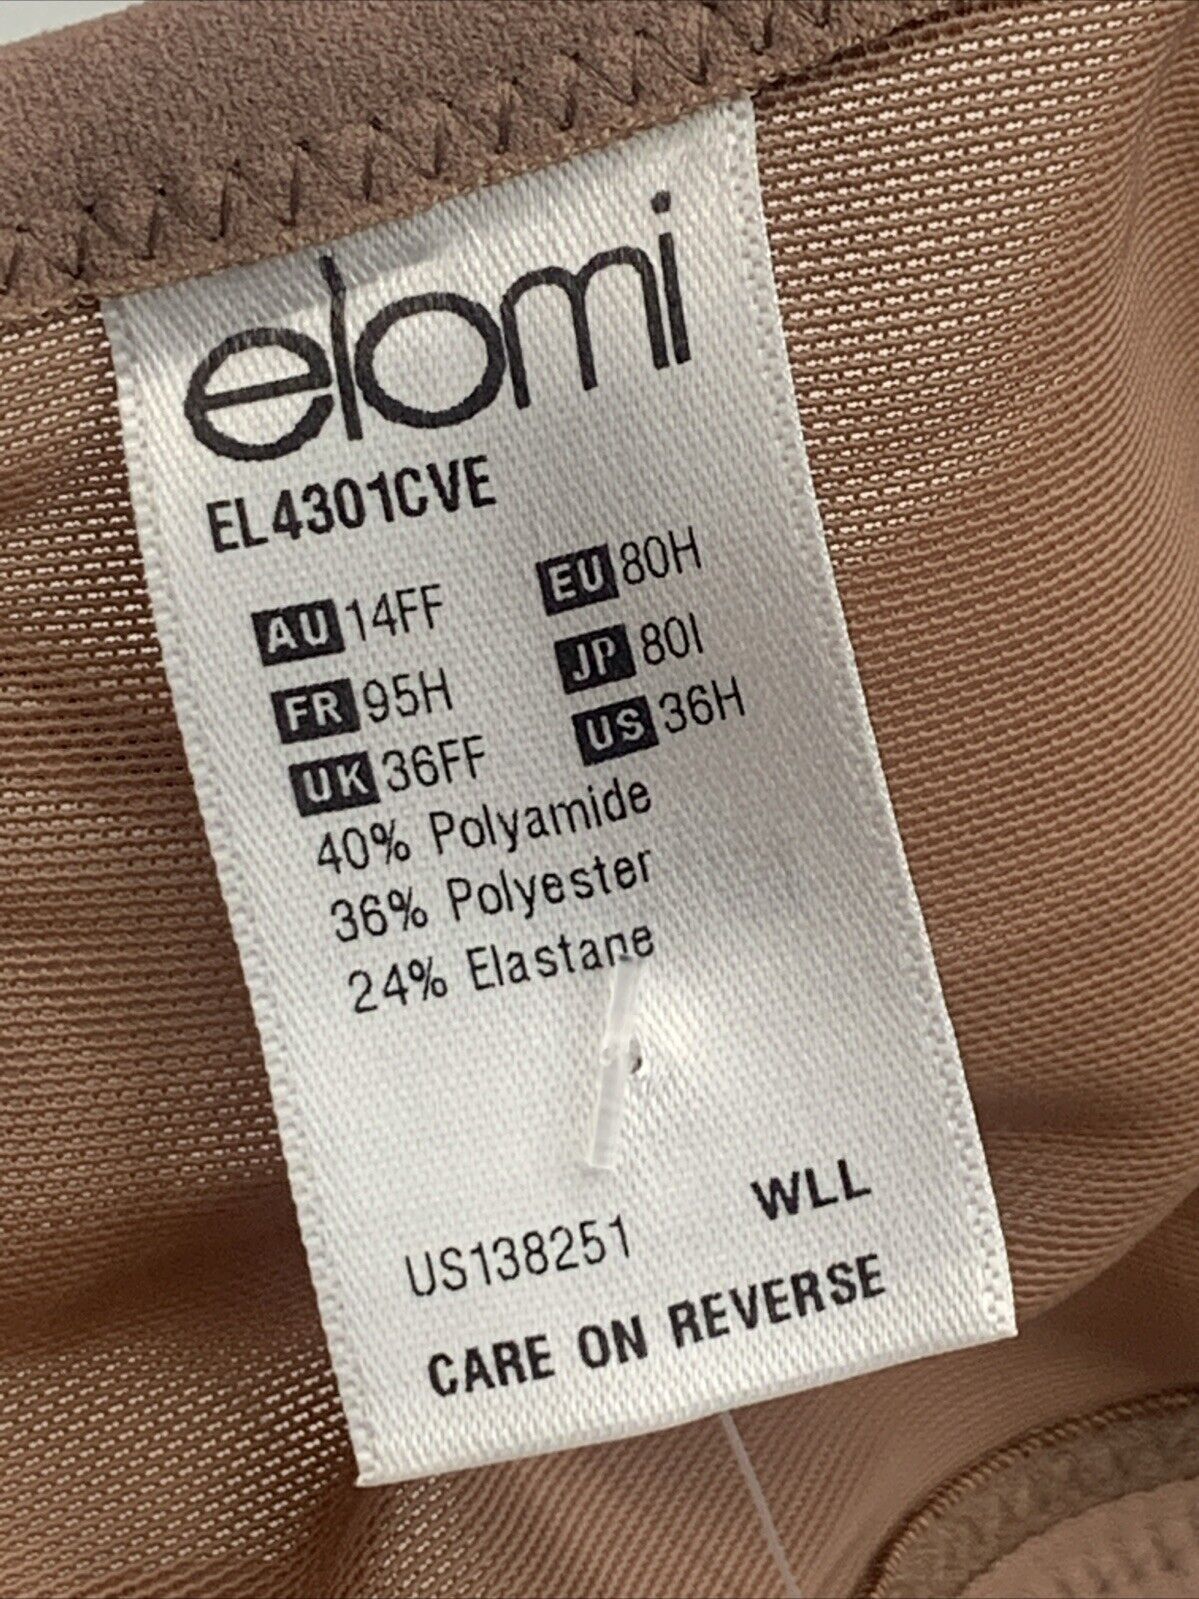 elomi
EL4301CVE
AU 14FF EU 80H
FR 95H JP 80I
UK 36FF US 36H
40% Polyamide
36% Polyester
24% Elastane
US138251 WLL
CARE ON REVERSE